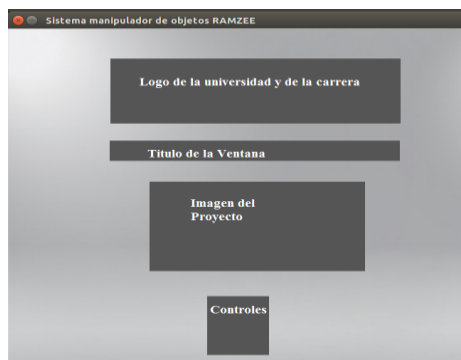 Sistema manipulador de objetos RAMZEE
Logo de la universidad y de la carrera
Titulo de la Ventana
Imagen del
Proyecto
Controles